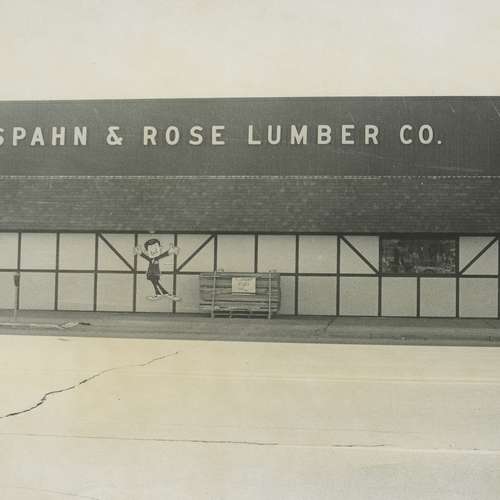 SPAHN & ROSE LUMBER CO.